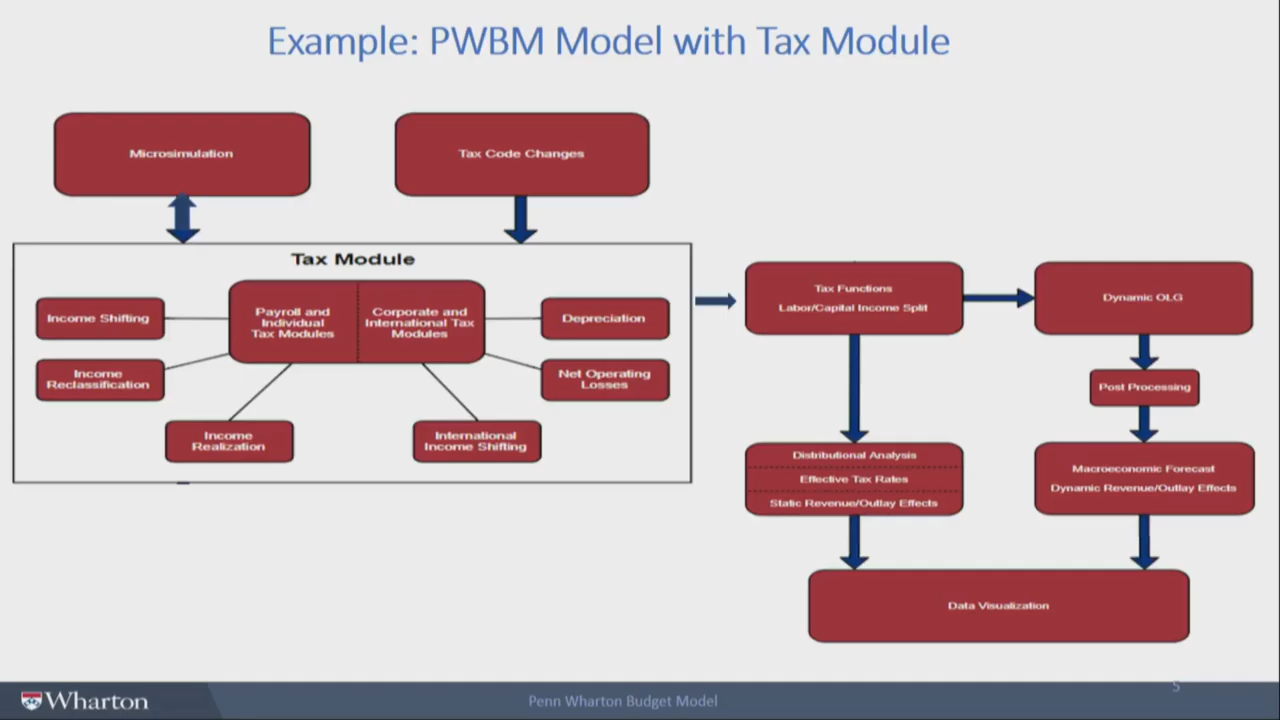 Example: PWBM Model with Tax Module
Microsimulation
Tax Code Changes
Tax Module
Income Shifting
Payroll and
Individual
Tax Modules
Corporate and
International Tax
Modules
Depreciation
Income
Reclassification
Net Operating
Losses
Income
Realization
International
Income Shifting
Tax Functions
Labor/Capital Income Split
Dynamic OLG
Post Processing
Distributional Analysis
Effective Tax Rates
Static Revenue/Outlay Effects
Macroeconomic Forecast
Dynamic Revenue/Outlay Effects
Data Visualization
Wharton
Penn Wharton Budget Model
5